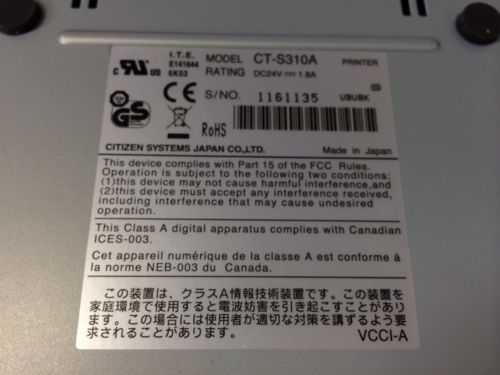 I.T.E.
E141644
6K03
c RU US
MODEL CT-S310A PRINTER
RATING DC24V 1.8A
CE
S/NO. 1161135 UBUBK
GS
RoHS
CITIZEN SYSTEMS JAPAN CO.,LTD. Made in Japan
This device complies with Part 15 of the FCC Rules.
Operation is subject to the following two conditions:
(1)this device may not cause harmful interference,and
(2)this device must accept any interference received,
including interference that may cause undesired
operation.
This Class A digital apparatus complies with Canadian
ICES-003.
Cet appareil numérique de la classe A est conforme à
la norme NEB-003 du Canada.
この装置は、クラスA情報技術装置です。この装置を
家庭環境で使用すると電波妨害を引き起こすことがあり
ます。この場合には使用者が適切な対策を講ずるよう要
求されることがあります。
VCCI-A